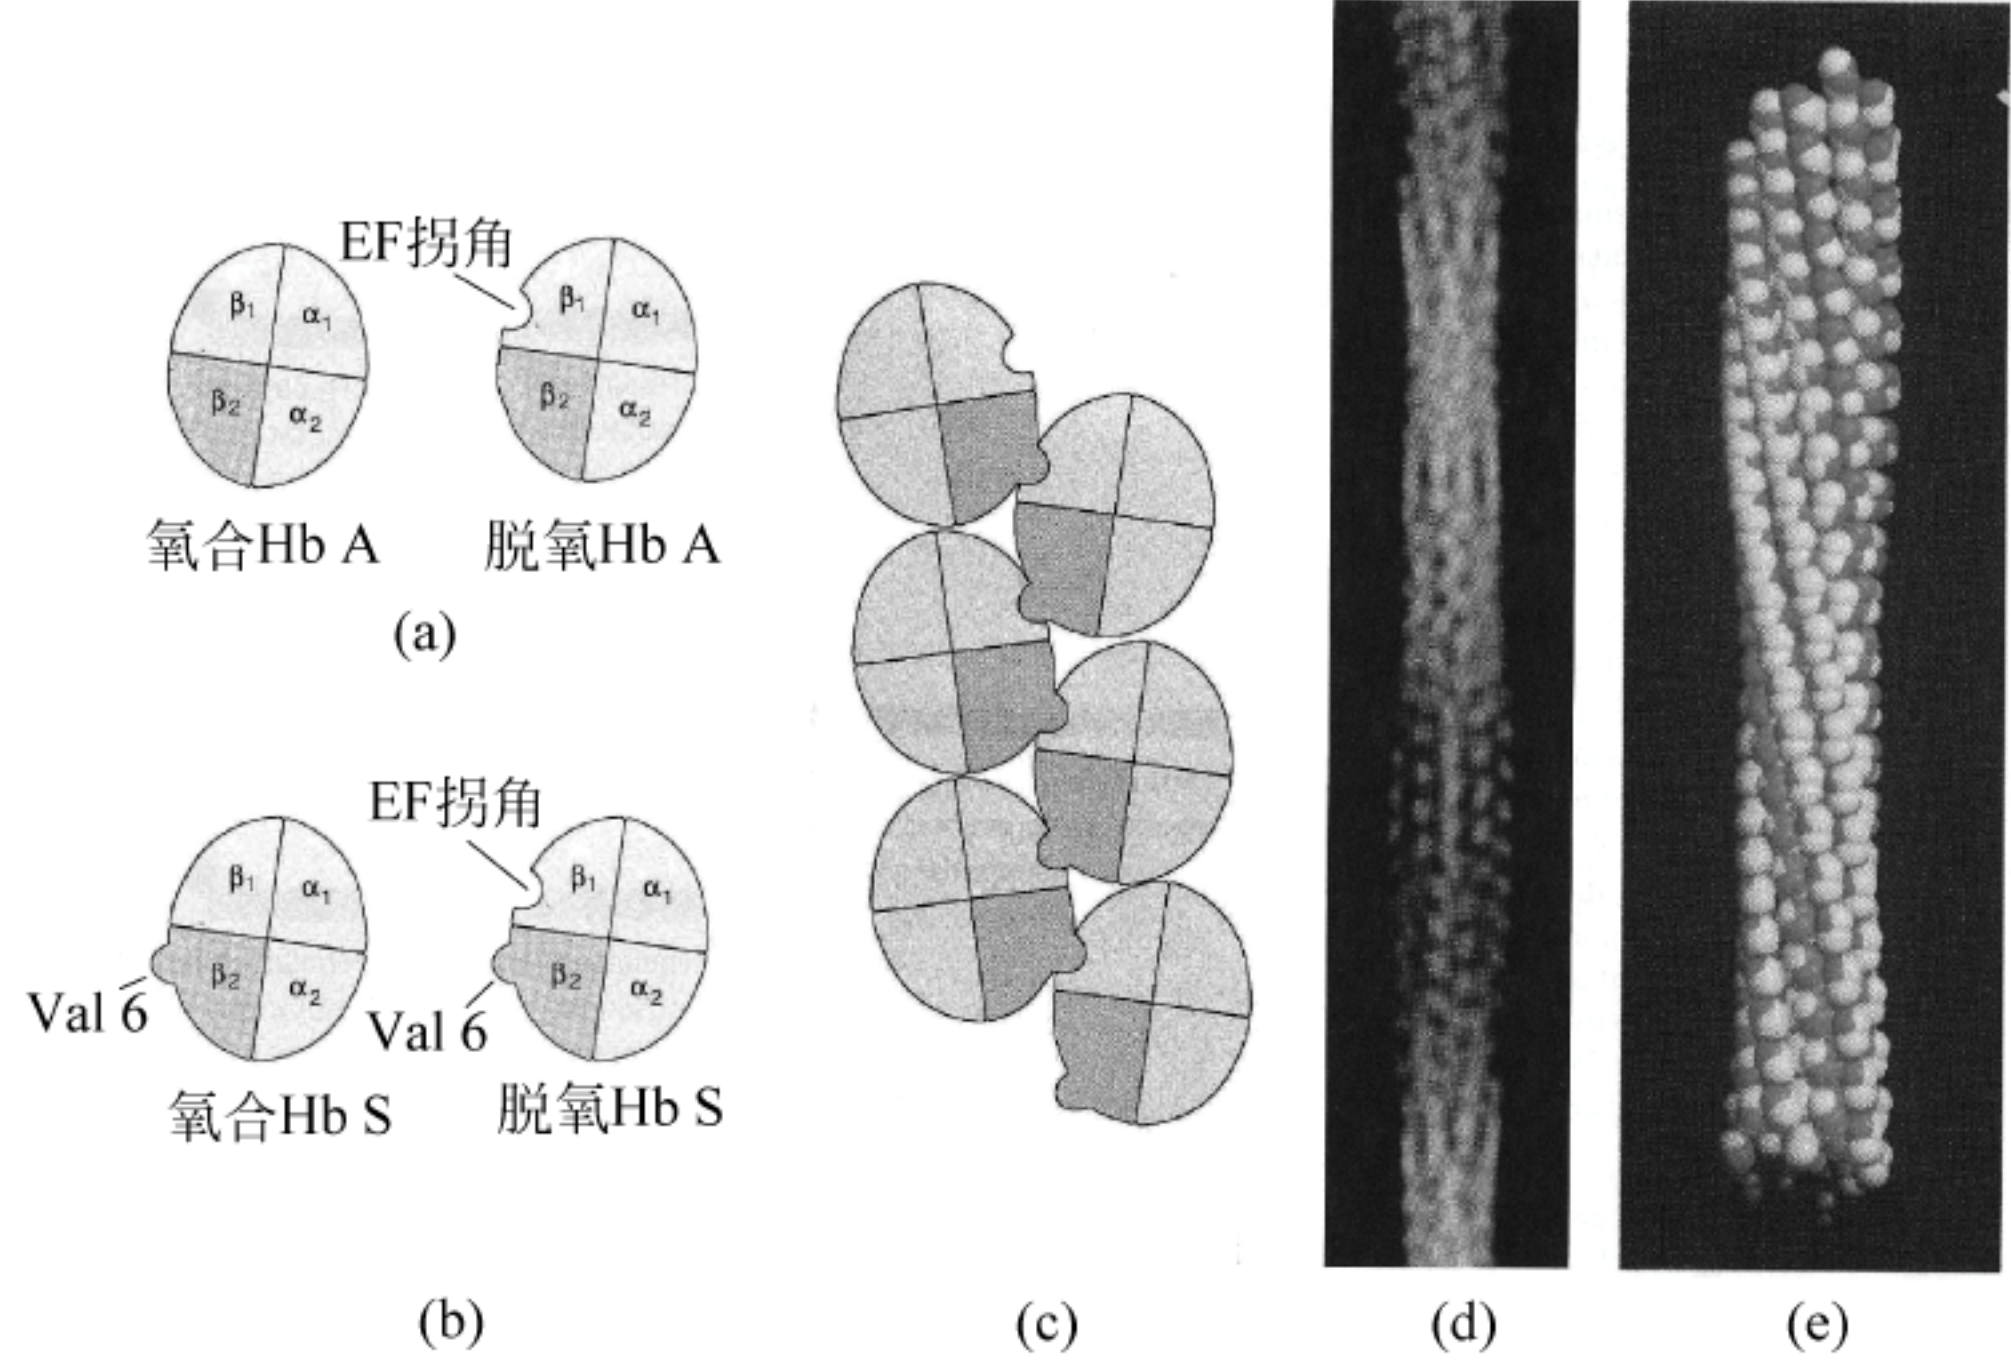 EF拐角
β1
α1
β2
α2
β1
α1
β2
α2
氧合Hb A
脱氧Hb A
(a)
EF拐角
β1
α1
β2
α2
β1
α1
β2
α2
Val 6
Val 6
氧合Hb S
脱氧Hb S
(b)
(c)
(d)
(e)